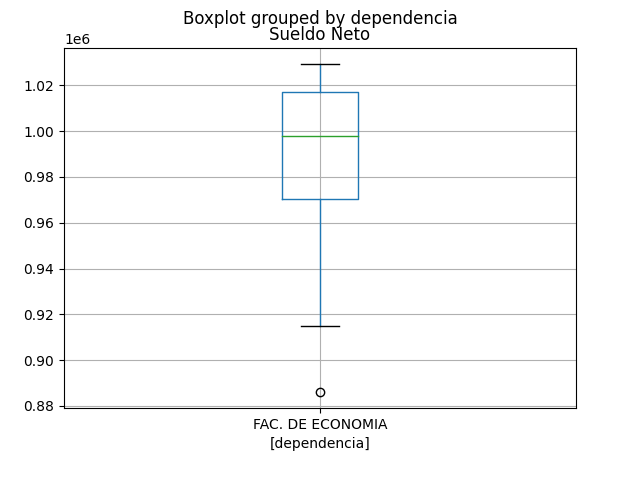 Boxplot grouped by dependencia
Sueldo Neto
1e6
1.02
1.00
0.98
0.96
0.94
0.92
0.90
0.88
FAC. DE ECONOMIA
[dependencia]